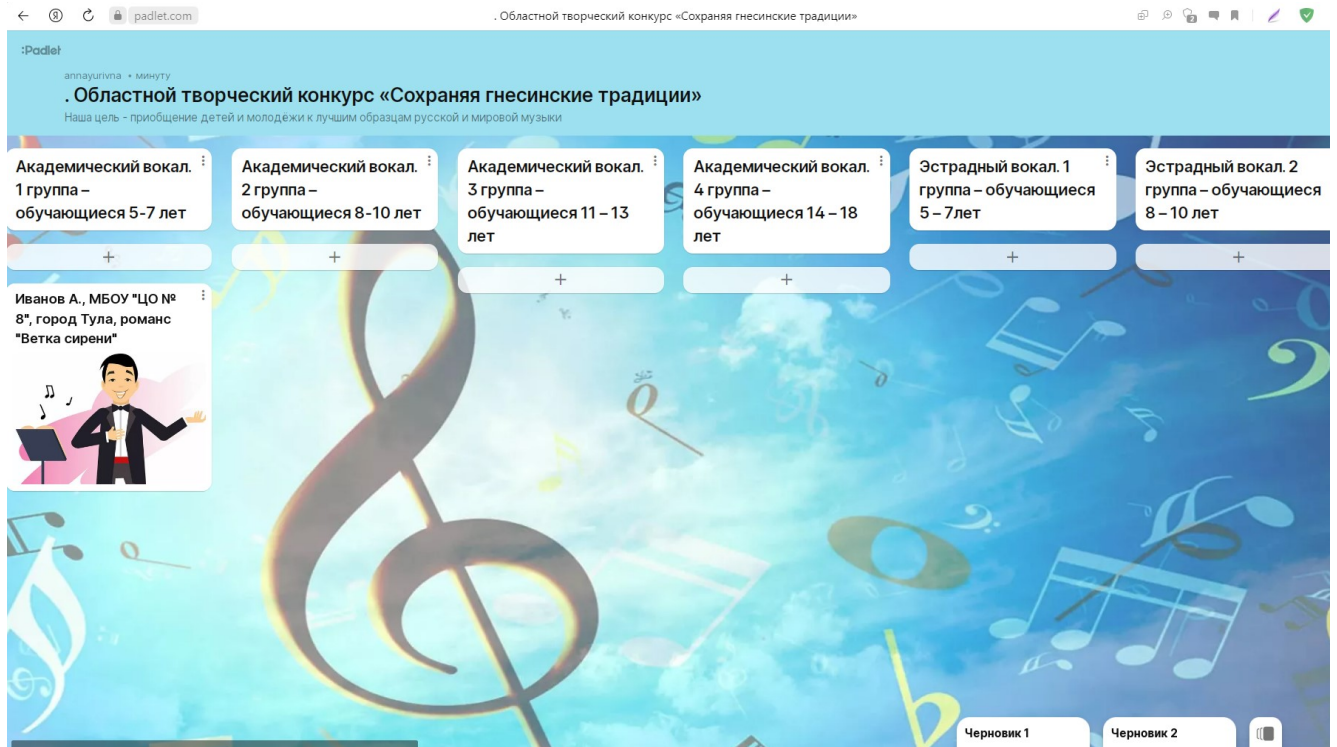 padlet.com
. Областной творческий конкурс «Сохраняя гнесинские традиции»
2
:Padlet
annayurivna • минуту
. Областной творческий конкурс «Сохраняя гнесинские традиции»
Наша цель - приобщение детей и молодежи к лучшим образцам русской и мировой музыки
Академический вокал.
1 группа –
обучающиеся 5-7 лет
Академический вокал.
2 группа –
обучающиеся 8-10 лет
Академический вокал.
3 группа –
обучающиеся 11 – 13
лет
Академический вокал.
4 группа –
обучающиеся 14 – 18
лет
Эстрадный вокал. 1
группа – обучающиеся
5 – 7лет
Эстрадный вокал. 2
группа – обучающиеся
8 – 10 лет
Иванов А., МБОУ "ЦО №
8", город Тула, романс
"Ветка сирени"
Черновик 1
Черновик 2